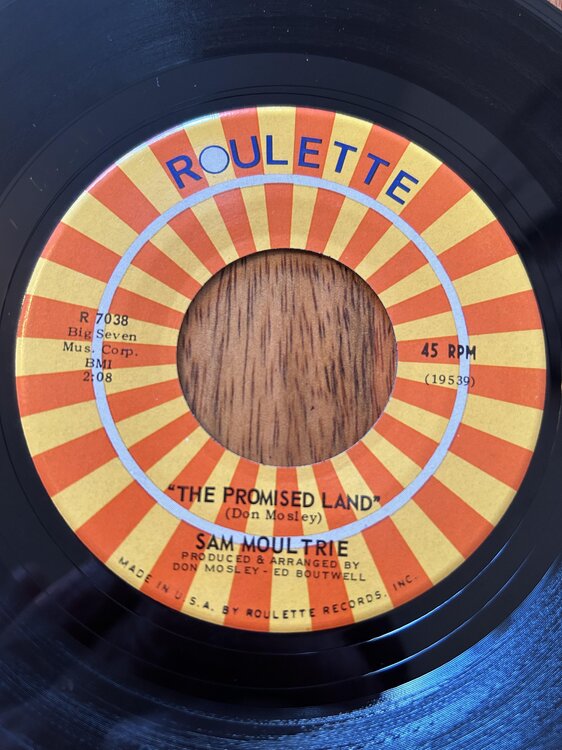 ROULETTE
R 7038
Big Seven
Mus. Corp.
BMI
2:08
45 RPM
(19539)
"THE PROMISED LAND"
(Don Mosley)
SAM MOULTRIE
PRODUCED & ARRANGED BY
DON MOSLEY - ED BOUTWELL
MADE IN U.S.A. BY ROULETTE RECORDS, INC.